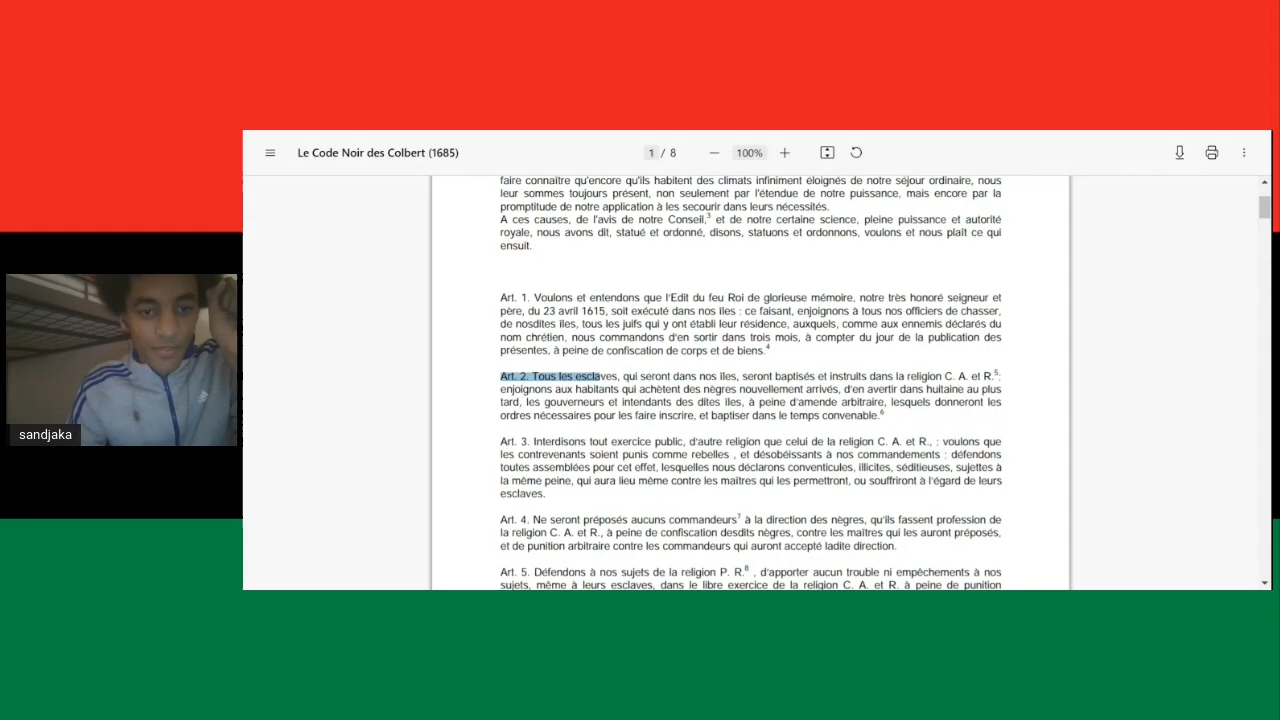 Le Code Noir des Colbert (1685)
1 / 8
100%
faire connaître qu'encore qu'ils habitent des climats infiniment éloignés de notre séjour ordinaire, nous
leur sommes toujours présent, non seulement par l'étendue de notre puissance, mais encore par la
promptitude de notre application à les secourir dans leurs nécessités.
A ces causes, de l'avis de notre Conseil,3 et de notre certaine science, pleine puissance et autorité
royale, nous avons dit, statué et ordonné, disons, statuons et ordonnons, voulons et nous plaît ce qui
ensuit.
Art. 1. Voulons et entendons que l'Edit du feu Roi de glorieuse mémoire, notre très honoré seigneur et
père, du 23 avril 1615, soit exécuté dans nos îles ; ce faisant, enjoignons à tous nos officiers de chasser,
de nosdites îles, tous les juifs qui y ont établi leur résidence, auxquels, comme aux ennemis déclarés du
nom chrétien, nous commandons d'en sortir dans trois mois, à compter du jour de la publication des
présentes, à peine de confiscation de corps et de biens.4
Art. 2. Tous les esclaves, qui seront dans nos îles, seront baptisés et instruits dans la religion C. A. et R.5;
enjoignons aux habitants qui achètent des nègres nouvellement arrivés, d'en avertir dans huitaine au plus
tard, les gouverneurs et intendants des dites îles, à peine d'amende arbitraire, lesquels donneront les
ordres nécessaires pour les faire inscrire, et baptiser dans le temps convenable.6
Art. 3. Interdisons tout exercice public, d'autre religion que celui de la religion C. A. et R., ; voulons que
les contrevenants soient punis comme rebelles , et désobéissants à nos commandements ; défendons
toutes assemblées pour cet effet, lesquelles nous déclarons conventicules, illicites, séditieuses, sujettes à
la même peine, qui aura lieu même contre les maîtres qui les permettront, ou souffriront à l'égard de leurs
esclaves.
Art. 4. Ne seront préposés aucuns commandeurs7 à la direction des nègres, qu'ils fassent profession de
la religion C. A. et R., à peine de confiscation desdits nègres, contre les maîtres qui les auront préposés,
et de punition arbitraire contre les commandeurs qui auront accepté ladite direction.
Art. 5. Défendons à nos sujets de la religion P. R.8 , d'apporter aucun trouble ni empêchements à nos
sujets, même à leurs esclaves, dans le libre exercice de la religion C. A. et R. à peine de punition
sandjaka